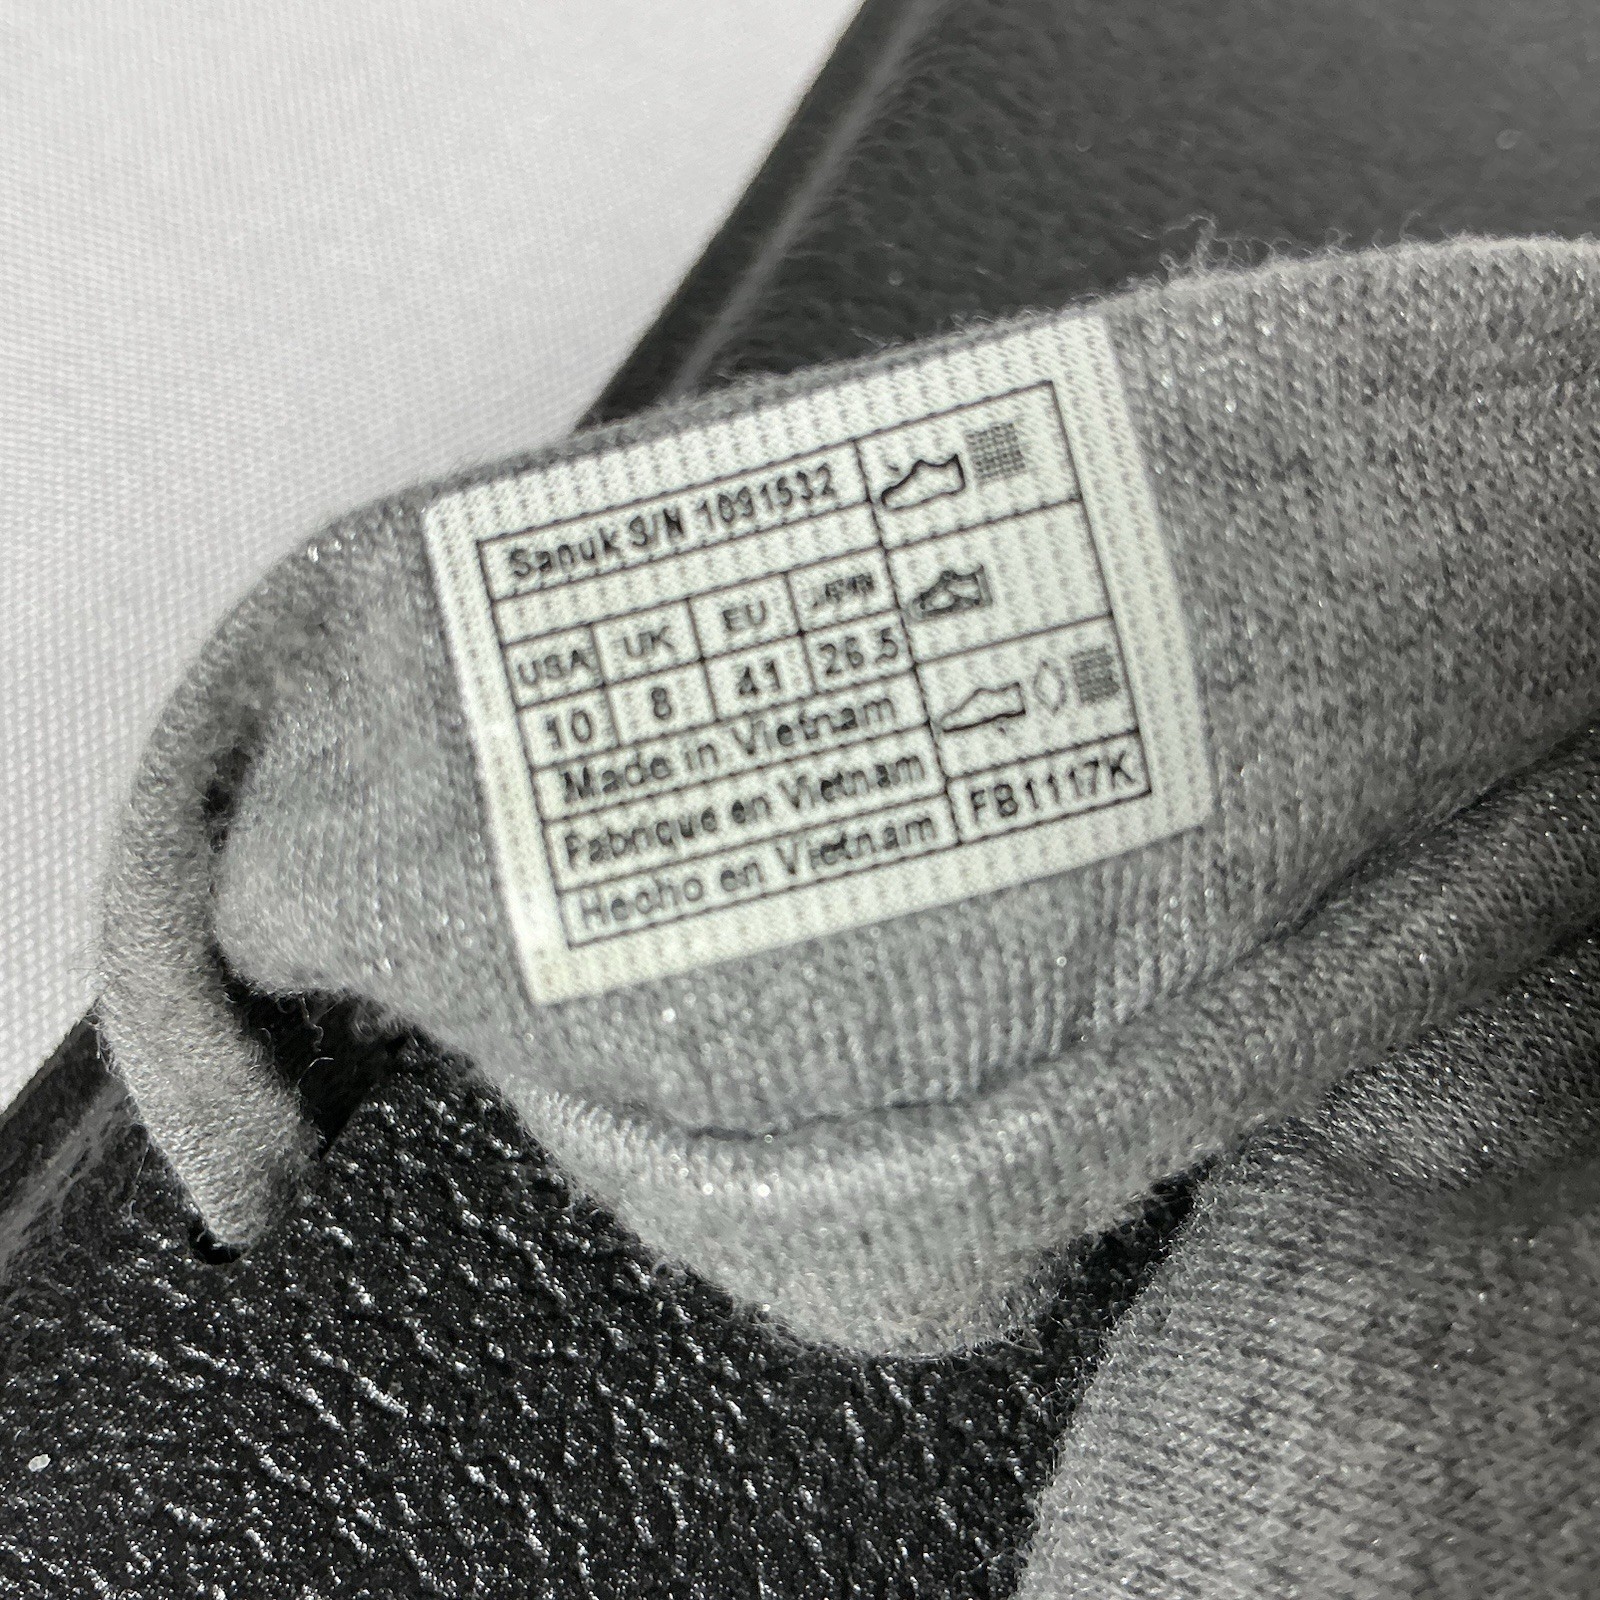 Sanuk S/N 1091532
USA UK EU JAPAN
10 8 41 26.5
Made in Vietnam
Fabrique en Vietnam
Hecho en Vietnam FB1117K